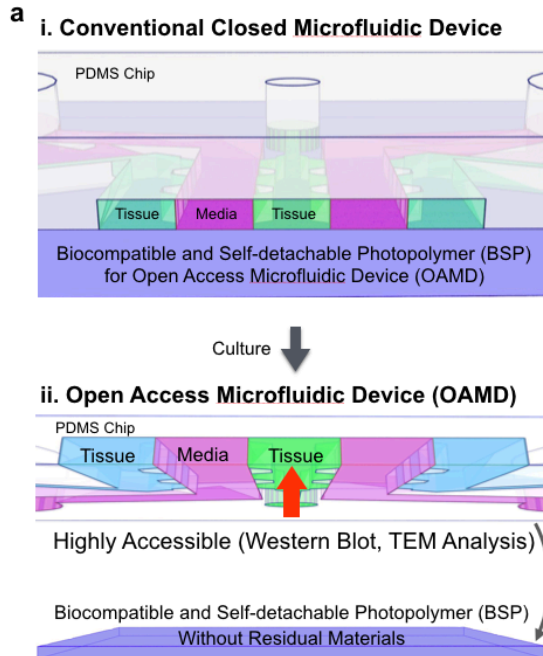 a
i. Conventional Closed Microfluidic Device
PDMS Chip
Tissue Media Tissue
Biocompatible and Self-detachable Photopolymer (BSP)
for Open Access Microfluidic Device (OAMD)
Culture
ii. Open Access Microfluidic Device (OAMD)
PDMS Chip
Tissue Media Tissue
Highly Accessible (Western Blot, TEM Analysis)
Biocompatible and Self-detachable Photopolymer (BSP)
Without Residual Materials